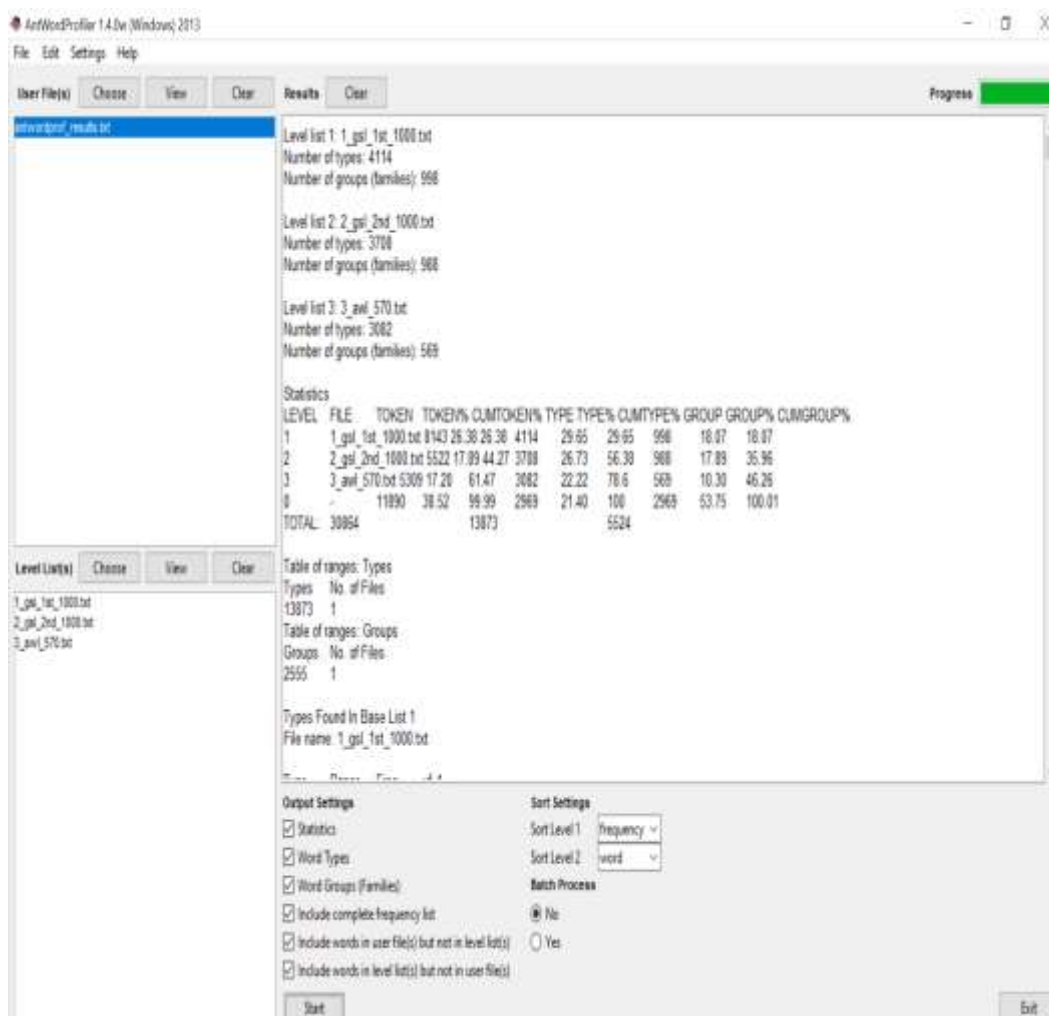 AntWordProfiler 1.4.0w (Windows) 2013
File Edit Settings Help
User File(s) Choose View Clear Results Clear Progress
antwordprof_results.txt
Level list 1: 1_gsl_1st_1000.txt
Number of types: 4114
Number of groups (families): 998
Level list 2: 2_gsl_2nd_1000.txt
Number of types: 3708
Number of groups (families): 988
Level list 3: 3_awl_570.txt
Number of types: 3082
Number of groups (families): 569
Statistics
LEVEL FILE TOKEN TOKEN% CUMTOKEN% TYPE TYPE% CUMTYPE% GROUP GROUP% CUMGROUP%
1 1_gsl_1st_1000.txt 8143 26.38 26.38 4114 29.65 29.65 998 18.07 18.07
2 2_gsl_2nd_1000.txt 5522 17.89 44.27 3708 26.73 56.38 988 17.89 35.96
3 3_awl_570.txt 5309 17.20 61.47 3082 22.22 78.6 569 10.30 46.26
0 - 11890 38.52 99.99 2969 21.40 100 2969 53.75 100.01
TOTAL: 30864 13873 5524
Table of ranges: Types
Types No. of Files
13873 1
Table of ranges: Groups
Groups No. of Files
2555 1
Types Found In Base List 1
File name: 1_gsl_1st_1000.txt
Level List(s) Choose View Clear
1_gsl_1st_1000.txt
2_gsl_2nd_1000.txt
3_awl_570.txt
Output Settings Sort Settings
Statistics Sort Level 1 frequency
Word Types Sort Level 2 word
Word Groups (Families) Batch Process
Include complete frequency list No
Include words in user file(s) but not in level list(s) Yes
Include words in level list(s) but not in user file(s)
Start Exit